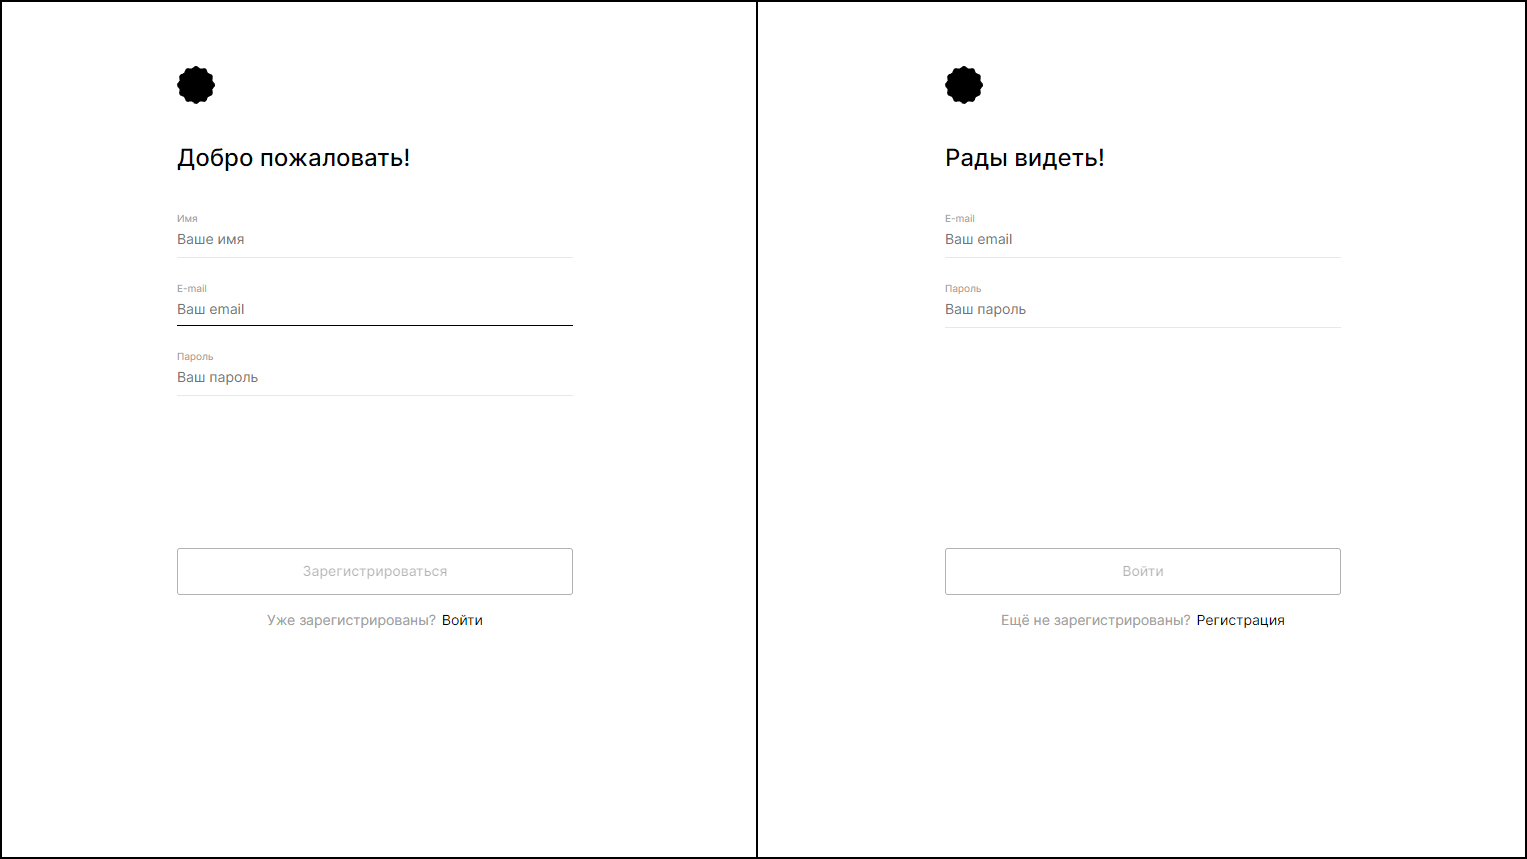 Добро пожаловать!
Имя
Ваше имя
E-mail
Ваш email
Пароль
Ваш пароль
Зарегистрироваться
Уже зарегистрированы? Войти
Рады видеть!
E-mail
Ваш email
Пароль
Ваш пароль
Войти
Ещё не зарегистрированы? Регистрация